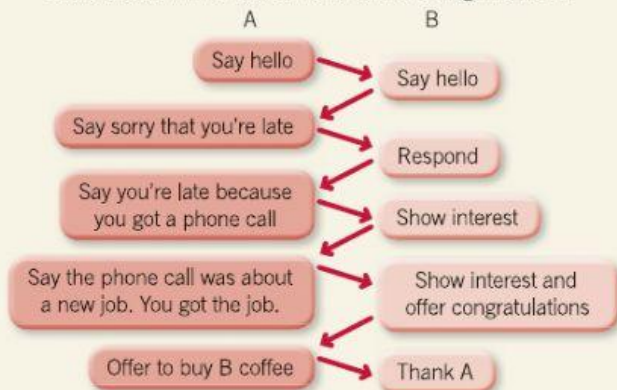 A
B
Say hello
Say hello
Say sorry that you're late
Respond
Say you're late because
you got a phone call
Show interest
Say the phone call was about
a new job. You got the job.
Show interest and
offer congratulations
Offer to buy B coffee
Thank A